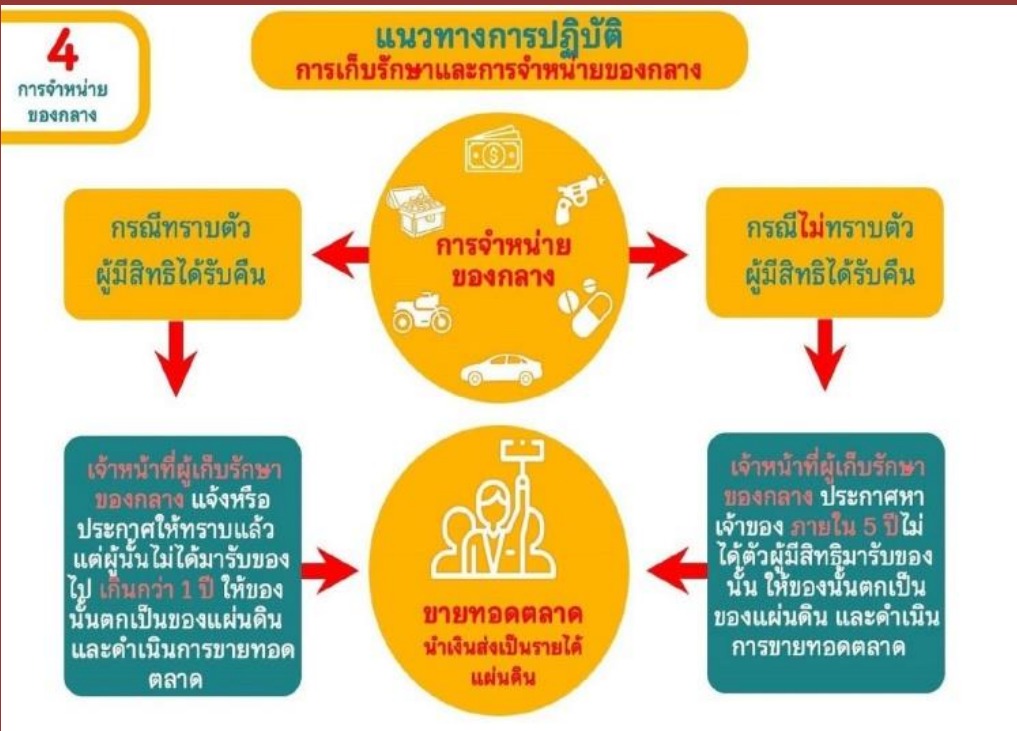 4
การจำหน่าย
ของกลาง
แนวทางการปฏิบัติ
การเก็บรักษาและการจำหน่ายของกลาง
กรณีทราบตัว
ผู้มีสิทธิได้รับคืน
การจำหน่าย
ของกลาง
กรณีไม่ทราบตัว
ผู้มีสิทธิได้รับคืน
เจ้าหน้าที่ผู้เก็บรักษา
ของกลาง แจ้งหรือ
ประกาศให้ทราบแล้ว
แต่ผู้นั้นไม่ได้มารับของ
ไป เกินกว่า 1 ปี ให้ของ
นั้นตกเป็นของแผ่นดิน
และดำเนินการขายทอด
ตลาด
ขายทอดตลาด
นำเงินส่งเป็นรายได้
แผ่นดิน
เจ้าหน้าที่ผู้เก็บรักษา
ของกลาง ประกาศหา
เจ้าของ ภายใน 5 ปีไม่
ได้ตัวผู้มีสิทธิมารับของ
นั้น ให้ของนั้นตกเป็น
ของแผ่นดิน และดำเนิน
การขายทอดตลาด